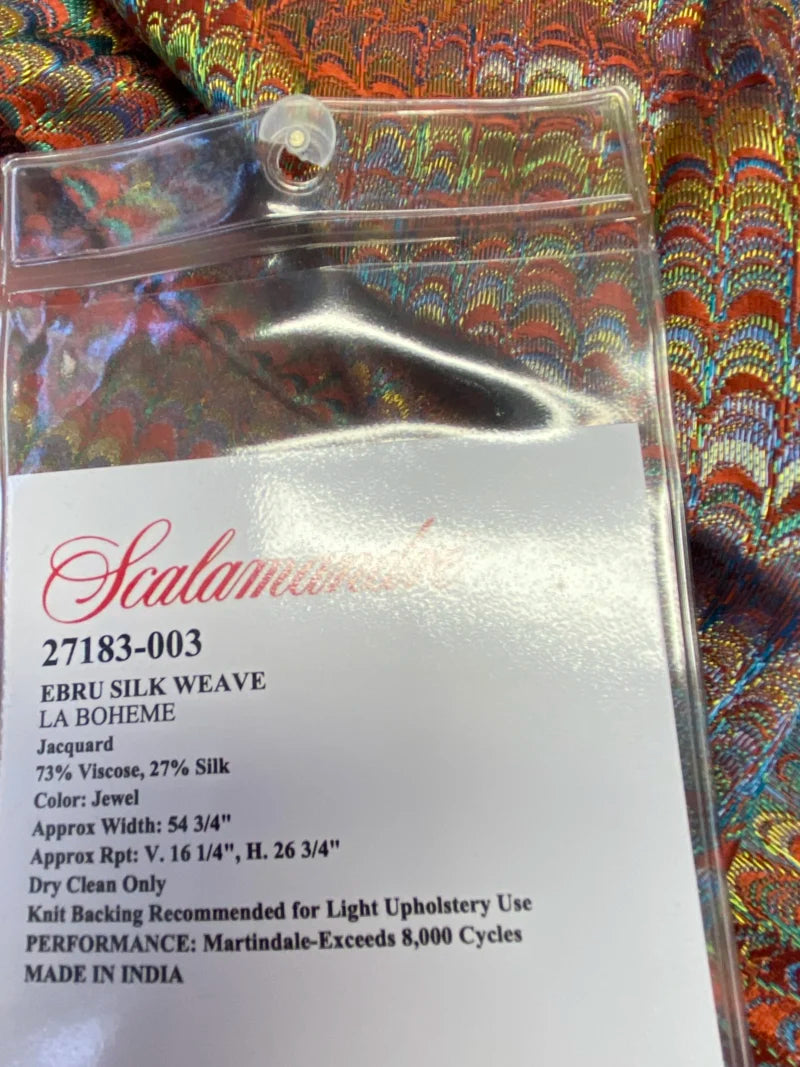 Scalamandre
27183-003
EBRU SILK WEAVE
LA BOHEME
Jacquard
73% Viscose, 27% Silk
Color: Jewel
Approx Width: 54 3/4"
Approx Rpt: V. 16 1/4", H. 26 3/4"
Dry Clean Only
Knit Backing Recommended for Light Upholstery Use
PERFORMANCE: Martindale-Exceeds 8,000 Cycles
MADE IN INDIA